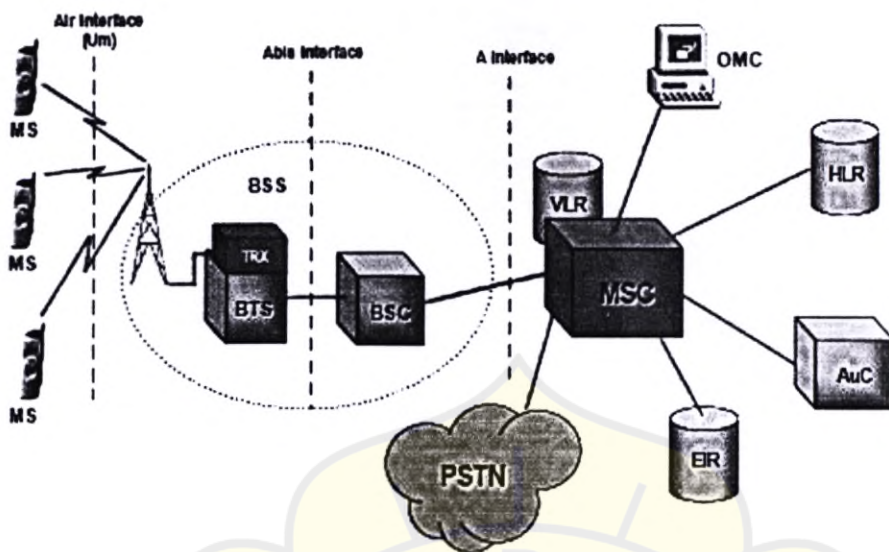 Air Interface
(Um)
Abis Interface
A Interface
OMC
MS
BSS
VLR
HLR
MS
TRX
MSC
BTS
BSC
MS
AuC
PSTN
EIR